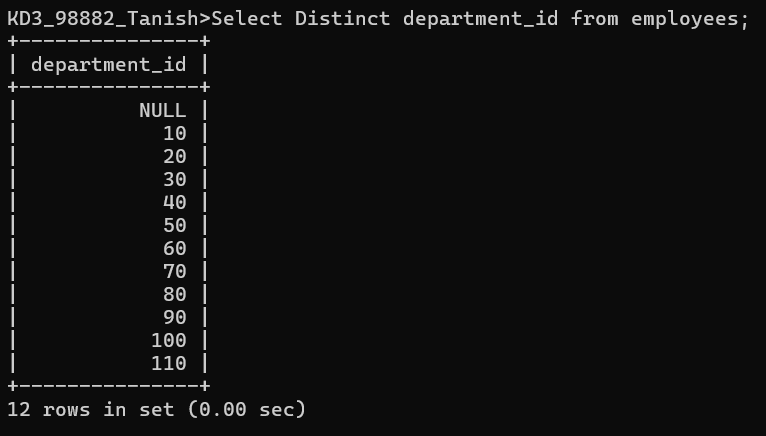 KD3_98882_Tanish>Select Distinct department_id from employees;
+---------------+
| department_id |
+---------------+
|          NULL |
|            10 |
|            20 |
|            30 |
|            40 |
|            50 |
|            60 |
|            70 |
|            80 |
|            90 |
|           100 |
|           110 |
+---------------+
12 rows in set (0.00 sec)